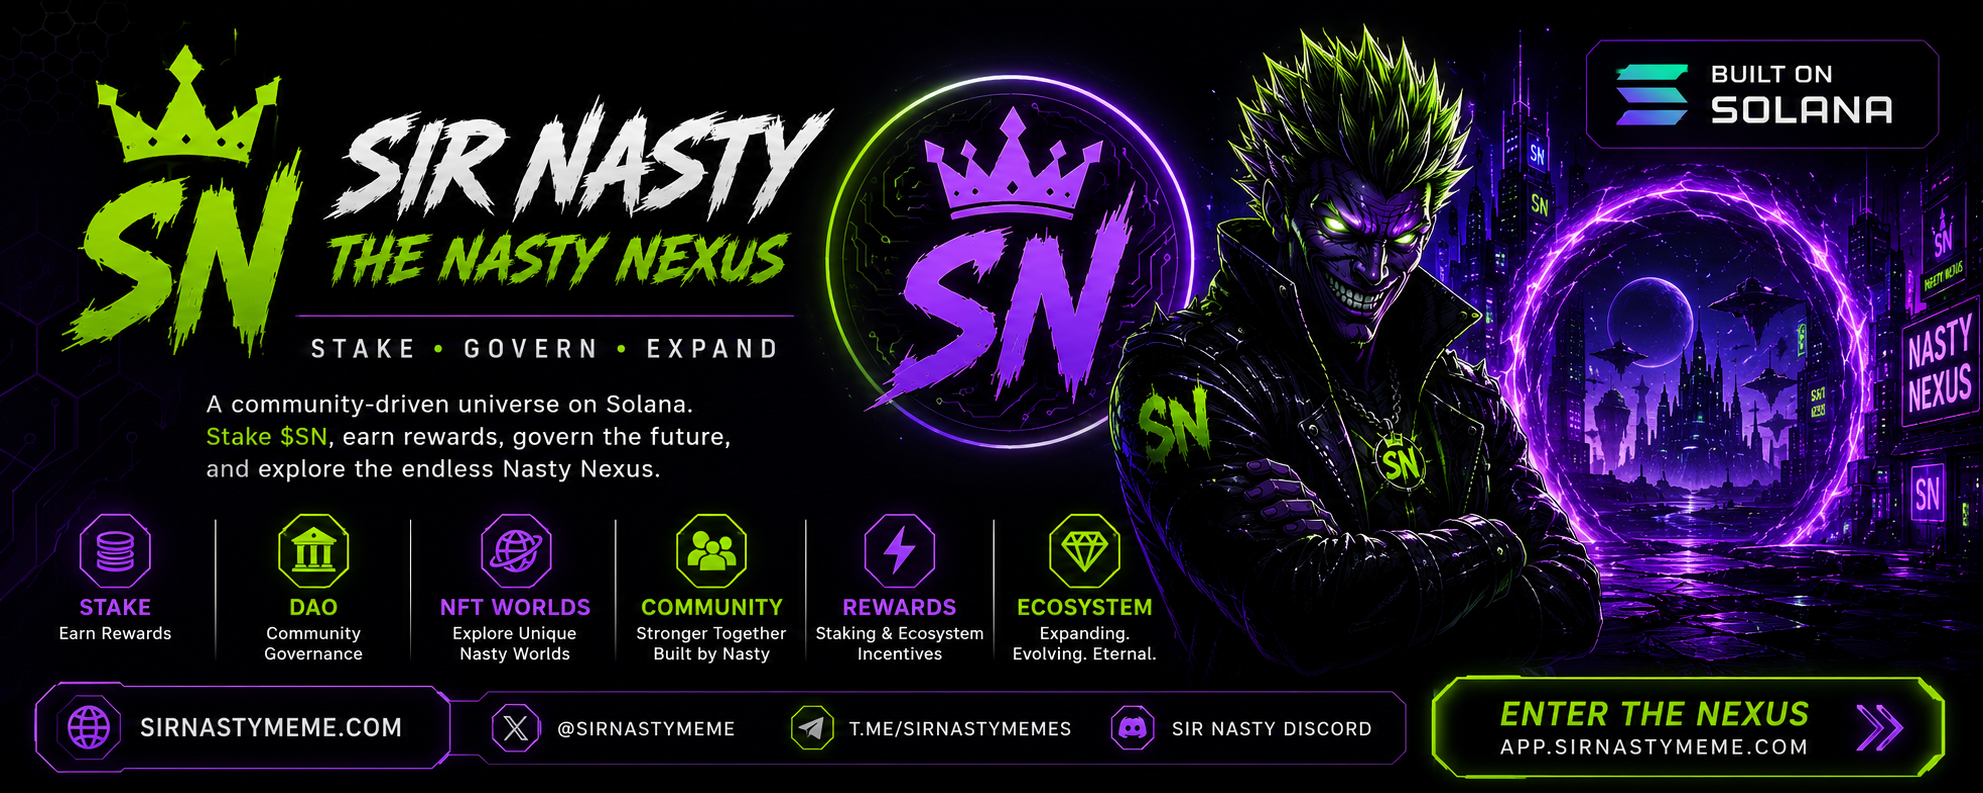 SN
SIR NASTY
THE NASTY NEXUS
STAKE • GOVERN • EXPAND
A community-driven universe on Solana.
Stake $SN, earn rewards, govern the future,
and explore the endless Nasty Nexus.
SN
SN
SN
BUILT ON
SOLANA
SN
SN
SN
NASTY NEXUS
NASTY
NEXUS
SN
STAKE
Earn Rewards
DAO
Community
Governance
NFT WORLDS
Explore Unique
Nasty Worlds
COMMUNITY
Stronger Together
Built by Nasty
REWARDS
Staking & Ecosystem
Incentives
ECOSYSTEM
Expanding.
Evolving. Eternal.
SIRNASTYMEME.COM
@SIRNASTYMEME
T.ME/SIRNASTYMEMES
SIR NASTY DISCORD
ENTER THE NEXUS
APP.SIRNASTYMEME.COM